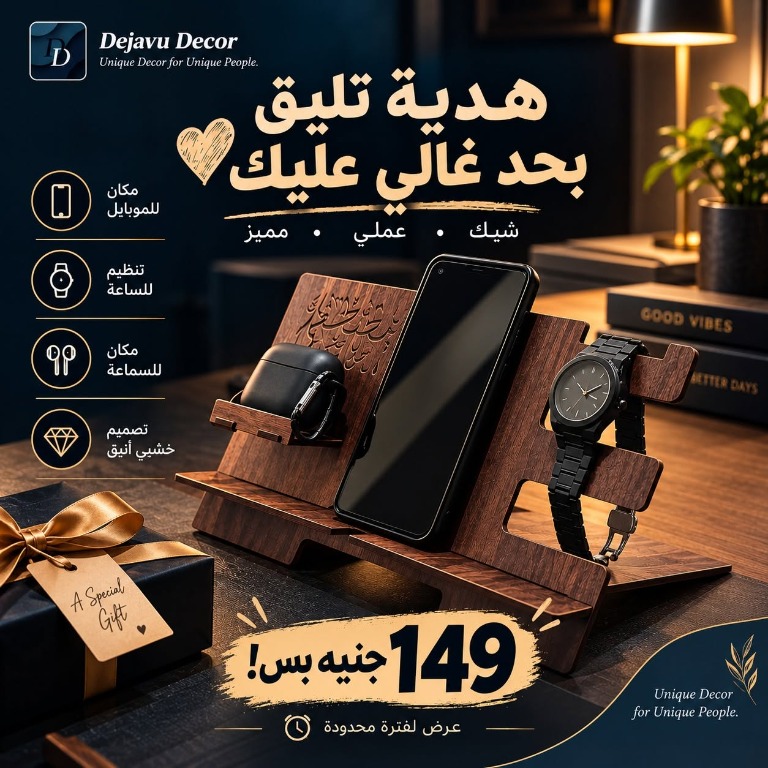 Dejavu Decor
Unique Decor for Unique People.
هدية تليق
بحد غالي عليك
شيك • عملي • مميز
مكان
للموبايل
تنظيم
للساعة
مكان
للسماعة
تصميم
خشبي أنيق
GOOD VIBES
BETTER DAYS
A Special
Gift
149 جنيه بس!
عرض لفترة محدودة
Unique Decor
for Unique People.